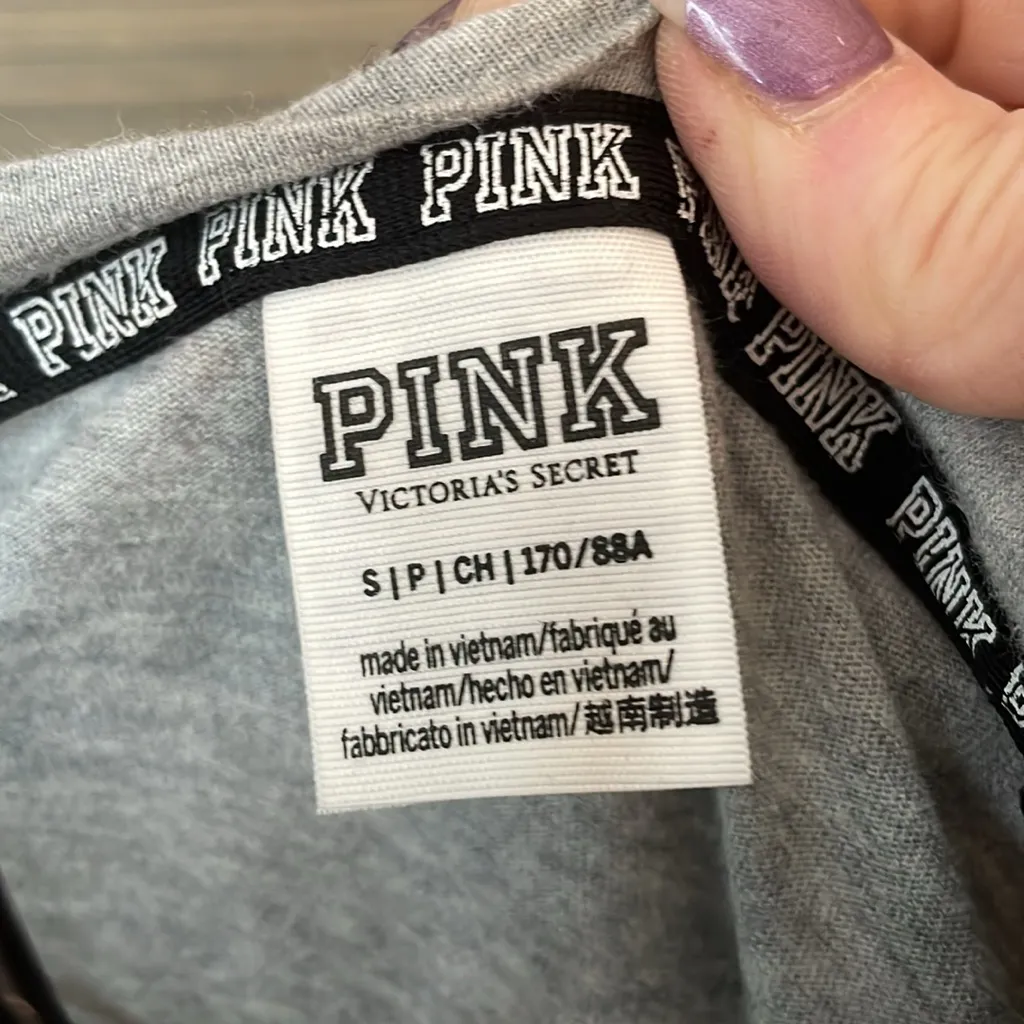 PINK PINK PINK PINK PINK PINK
PINK
VICTORIA'S SECRET
S | P | CH | 170/88A
made in vietnam/fabriqué au
vietnam/hecho en vietnam/
fabbricato in vietnam/越南制造